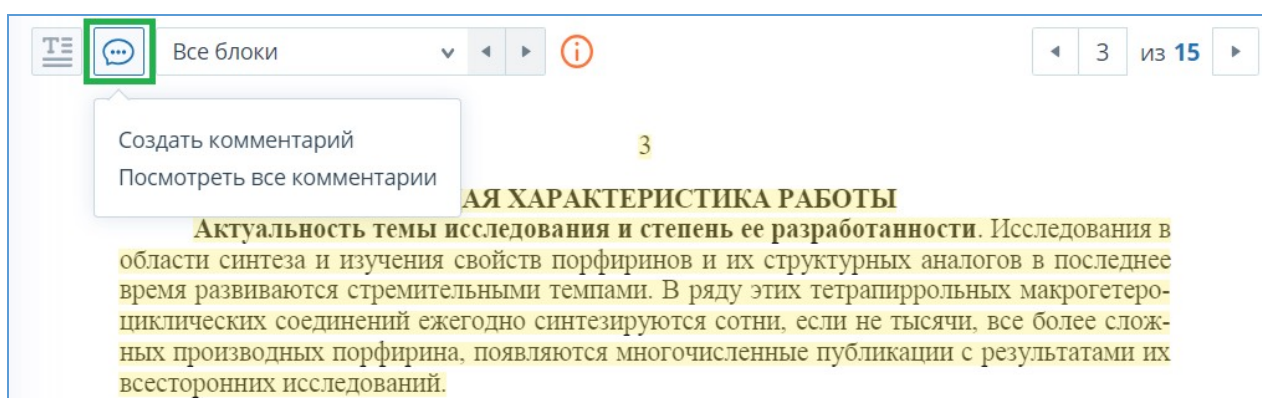 Все блоки
3 из 15
Создать комментарий
Посмотреть все комментарии
3
АЯ ХАРАКТЕРИСТИКА РАБОТЫ
Актуальность темы исследования и степень ее разработанности. Исследования в
области синтеза и изучения свойств порфиринов и их структурных аналогов в последнее
время развиваются стремительными темпами. В ряду этих тетрапиррольных макрогетеро-
циклических соединений ежегодно синтезируются сотни, если не тысячи, все более слож-
ных производных порфирина, появляются многочисленные публикации с результатами их
всесторонних исследований.